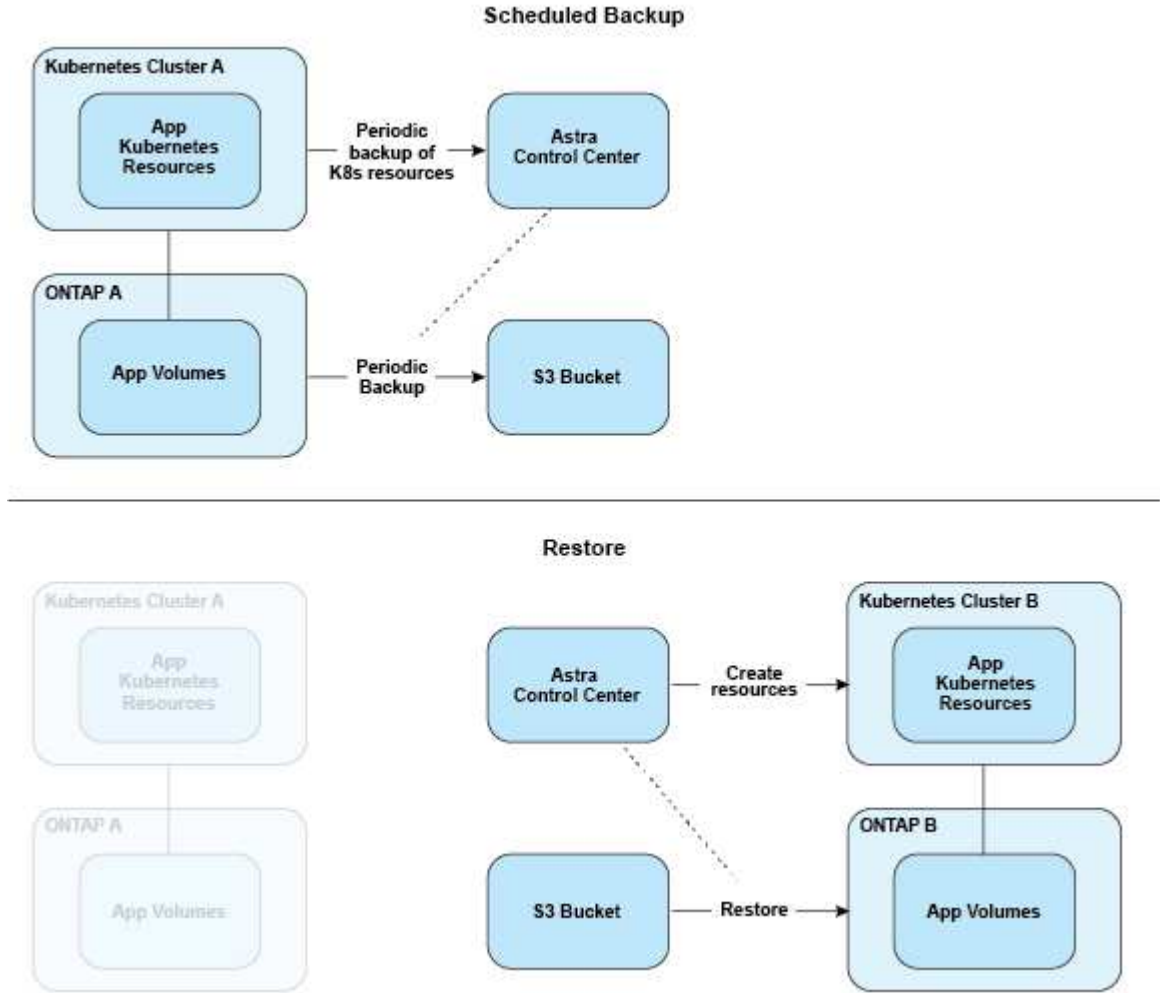 Scheduled Backup
Kubernetes Cluster A
App
Kubernetes
Resources
Periodic
backup of
K8s resources
Astra
Control Center
ONTAP A
App Volumes
Periodic
Backup
S3 Bucket
Restore
Kubernetes Cluster A
App
Kubernetes
Resources
Astra
Control Center
Create
resources
Kubernetes Cluster B
App
Kubernetes
Resources
ONTAP A
App Volumes
S3 Bucket
Restore
ONTAP B
App Volumes